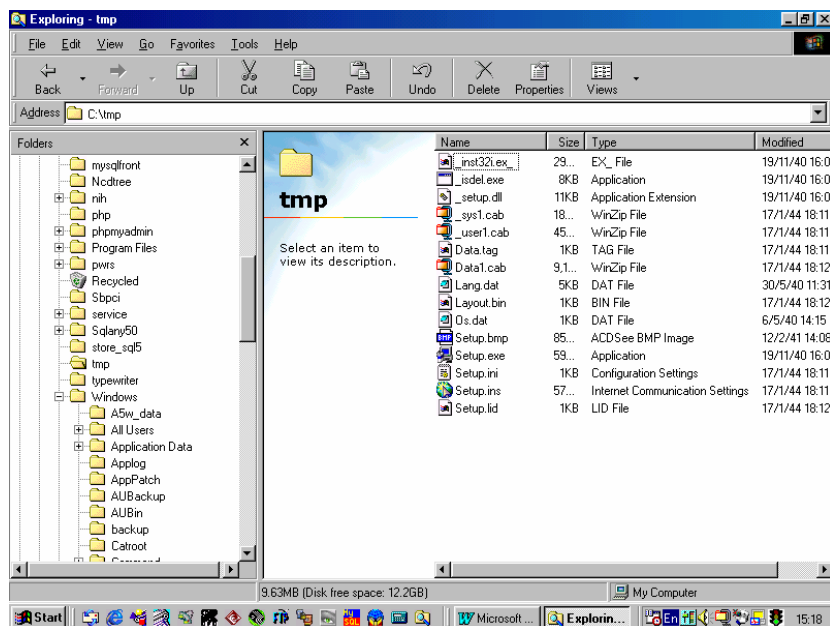 Exploring - tmp
File Edit View Go Favorites Tools Help
Back Forward Up Cut Copy Paste Undo Delete Properties Views
Address C:\tmp
Folders
mysqlfront
Ncdtree
nih
php
phpmyadmin
Program Files
pwrs
Recycled
Sbpci
service
Sqlany50
store_sql5
tmp
typewriter
Windows
A5w_data
All Users
Application Data
Applog
AppPatch
AUBackup
AUBin
backup
Catroot
tmp
Select an item to
view its description.
Name Size Type Modified
_inst32i.ex_ 29... EX_ File 19/11/40 16:0
_isdel.exe 8KB Application 19/11/40 16:0
_setup.dll 11KB Application Extension 19/11/40 16:0
_sys1.cab 18... WinZip File 17/1/44 18:11
_user1.cab 45... WinZip File 17/1/44 18:11
Data.tag 1KB TAG File 17/1/44 18:11
Data1.cab 9,1... WinZip File 17/1/44 18:12
Lang.dat 5KB DAT File 30/5/40 11:31
Layout.bin 1KB BIN File 17/1/44 18:12
Os.dat 1KB DAT File 6/5/40 14:15
Setup.bmp 85... ACDSee BMP Image 12/2/41 14:08
Setup.exe 59... Application 19/11/40 16:0
Setup.ini 1KB Configuration Settings 17/1/44 18:11
Setup.ins 57... Internet Communication Settings 17/1/44 18:11
Setup.lid 1KB LID File 17/1/44 18:12
9.63MB (Disk free space: 12.2GB) My Computer
Start Microsoft ... Explorin... En 15:18